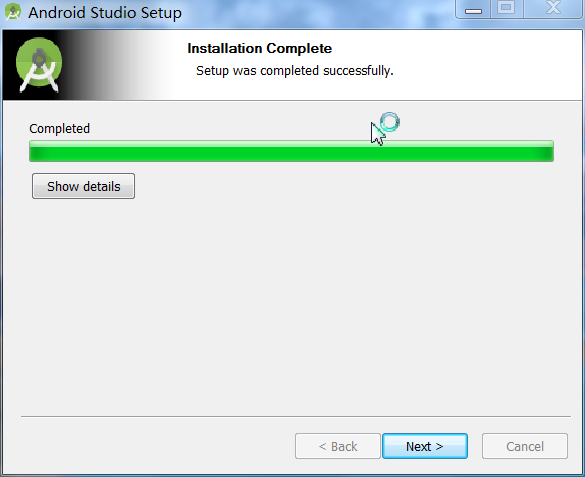 Android Studio Setup
Installation Complete
Setup was completed successfully.
Completed
Show details
< Back
Next >
Cancel